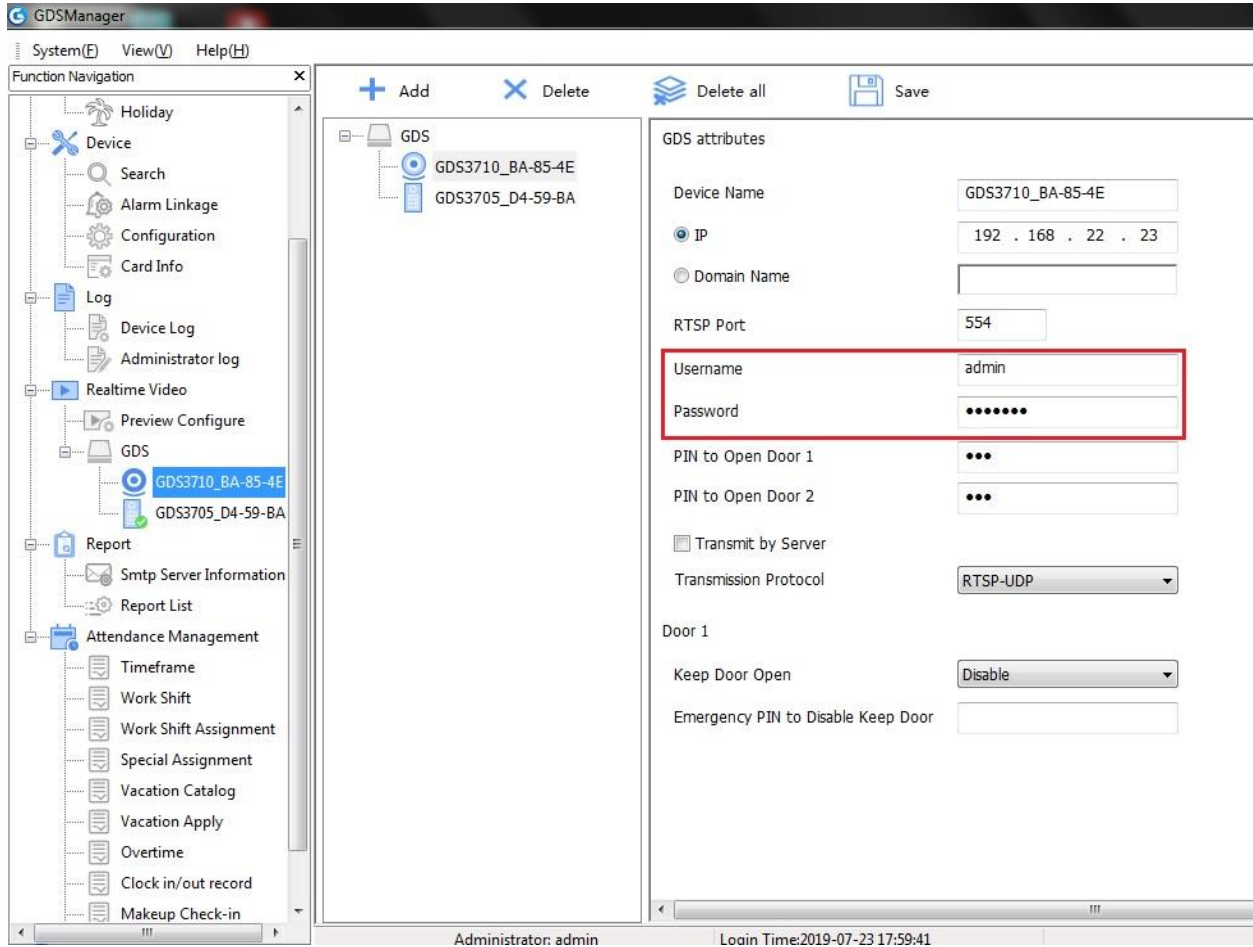 GDSManager
System(F) View(V) Help(H)
Function Navigation
Holiday
Device
Search
Alarm Linkage
Configuration
Card Info
Log
Device Log
Administrator log
Realtime Video
Preview Configure
GDS
GDS3710_BA-85-4E
GDS3705_D4-59-BA
Report
Smtp Server Information
Report List
Attendance Management
Timeframe
Work Shift
Work Shift Assignment
Special Assignment
Vacation Catalog
Vacation Apply
Overtime
Clock in/out record
Makeup Check-in
Add Delete Delete all Save
GDS
GDS3710_BA-85-4E
GDS3705_D4-59-BA
GDS attributes
Device Name GDS3710_BA-85-4E
IP 192 . 168 . 22 . 23
Domain Name
RTSP Port 554
Username admin
Password •••••••
PIN to Open Door 1 •••
PIN to Open Door 2 •••
Transmit by Server
Transmission Protocol RTSP-UDP
Door 1
Keep Door Open Disable
Emergency PIN to Disable Keep Door
Administrator: admin Login Time:2019-07-23 17:59:41